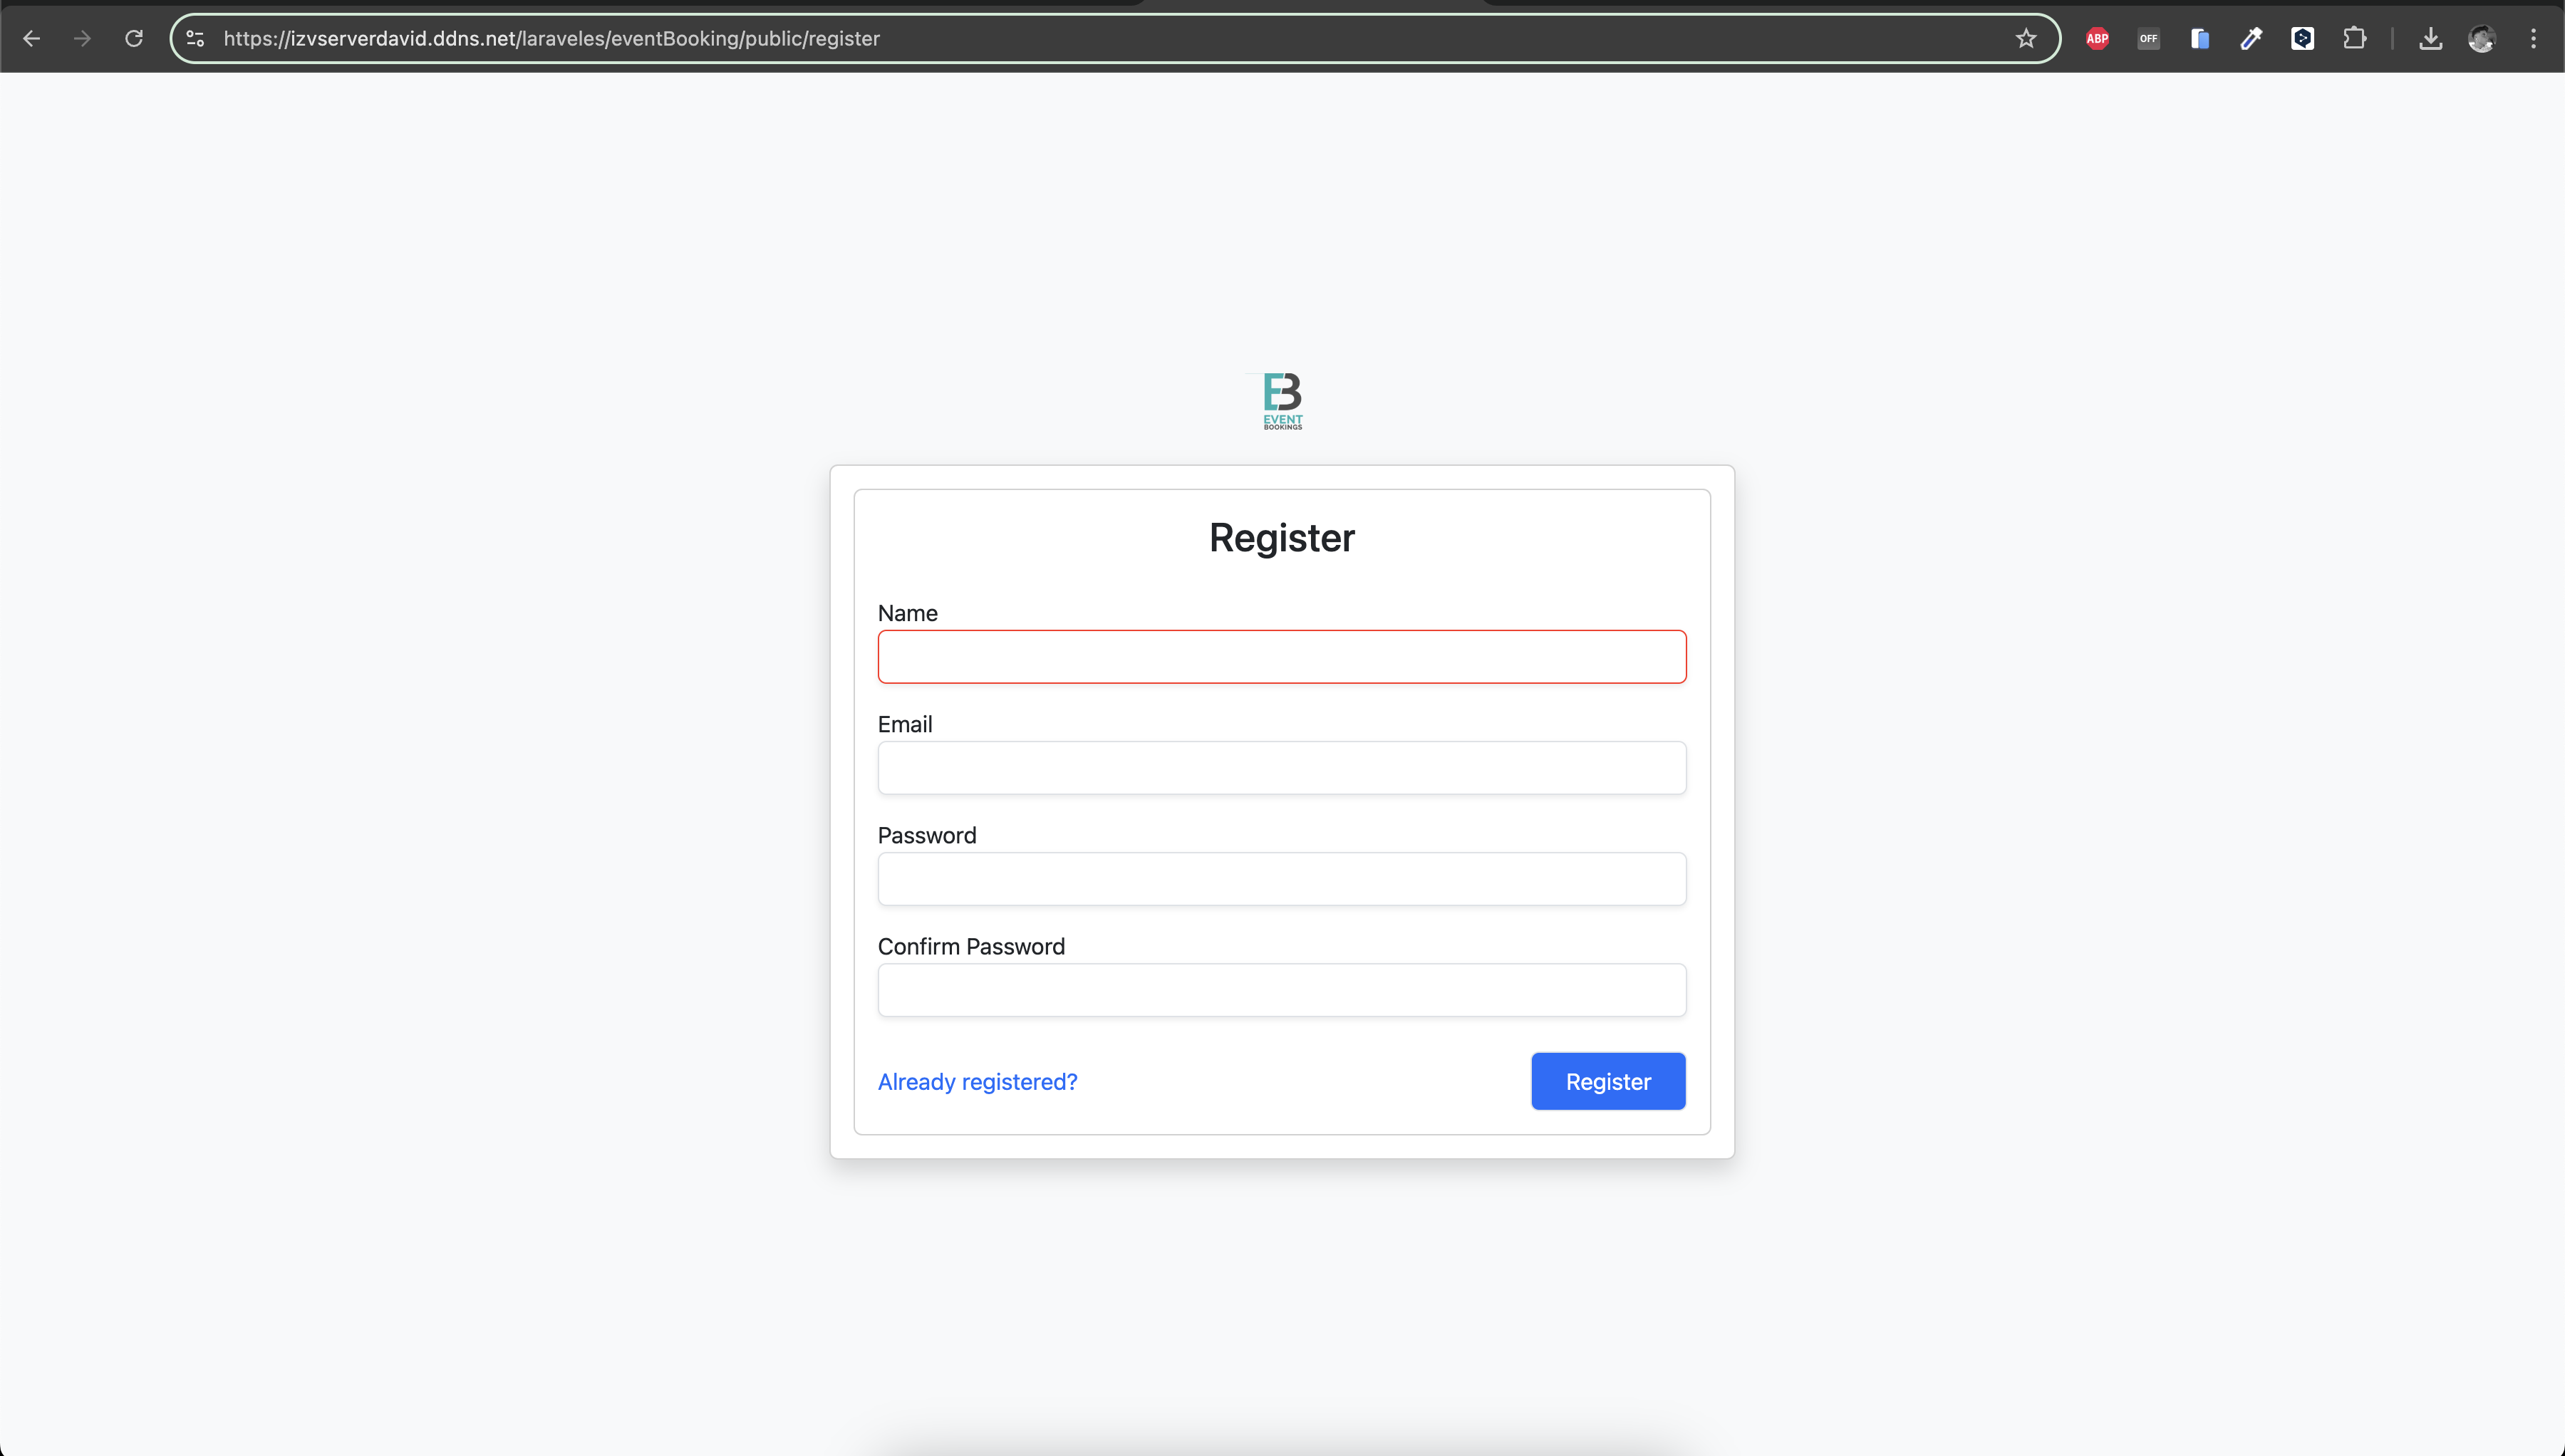 https://izvserverdavid.ddns.net/laraveles/eventBooking/public/register
ABP
OFF
EB
EVENT
BOOKINGS
Register
Name
Email
Password
Confirm Password
Already registered?
Register